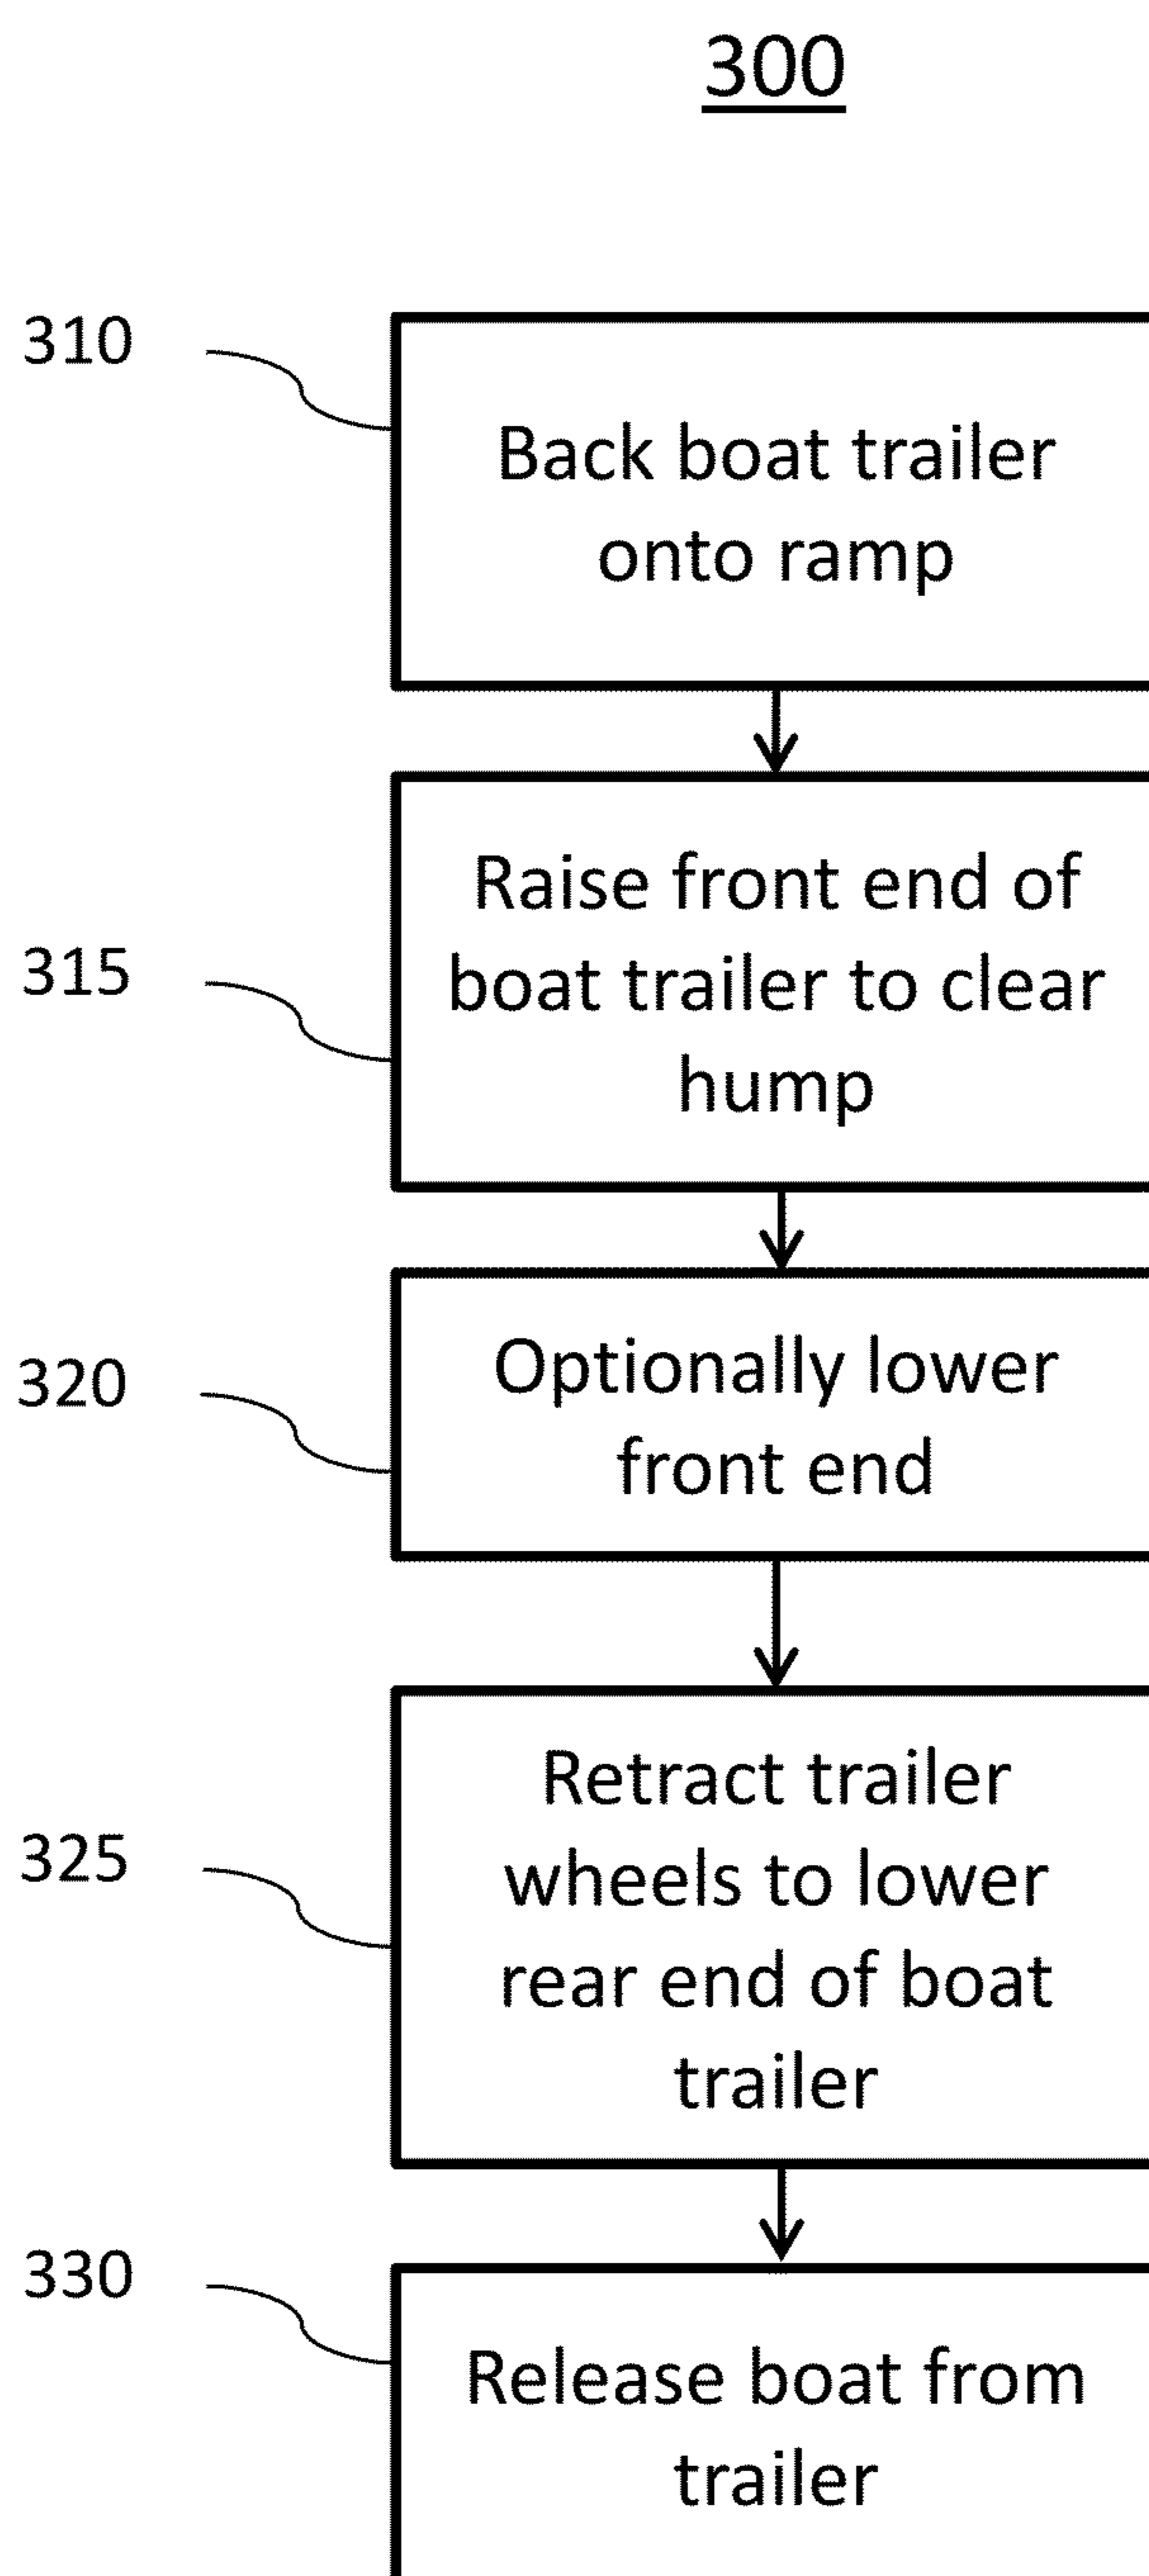 300
310
Back boat trailer
onto ramp
315
Raise front end of
boat trailer to clear
hump
320
Optionally lower
front end
325
Retract trailer
wheels to lower
rear end of boat
trailer
330
Release boat from
trailer